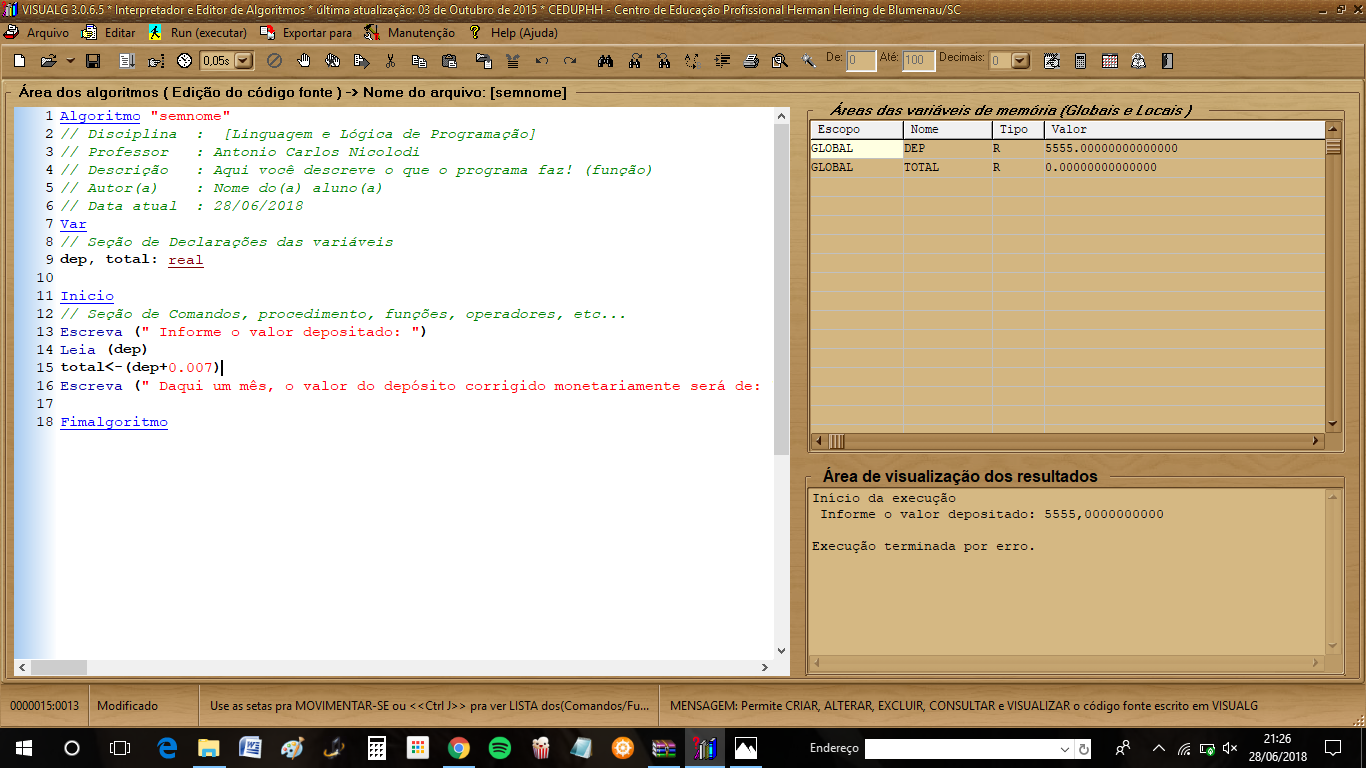 VISUALG 3.0.6.5 * Interpretador e Editor de Algoritmos * última atualização: 03 de Outubro de 2015 * CEDUPHH - Centro de Educação Profissional Herman Hering de Blumenau/SC
Arquivo Editar Run (executar) Exportar para Manutenção Help (Ajuda)
0,05s De: 0 Até: 100 Decimais: 0
Área dos algoritmos ( Edição do código fonte ) -> Nome do arquivo: [semnome]
1 Algoritmo "semnome"
2 // Disciplina : [Linguagem e Lógica de Programação]
3 // Professor : Antonio Carlos Nicolodi
4 // Descrição : Aqui você descreve o que o programa faz! (função)
5 // Autor(a) : Nome do(a) aluno(a)
6 // Data atual : 28/06/2018
7 Var
8 // Seção de Declarações das variáveis
9 dep, total: real
10
11 Inicio
12 // Seção de Comandos, procedimento, funções, operadores, etc...
13 Escreva (" Informe o valor depositado: ")
14 Leia (dep)
15 total<-(dep+0.007)
16 Escreva (" Daqui um mês, o valor do depósito corrigido monetariamente será de:
17
18 Fimalgoritmo
Áreas das variáveis de memória (Globais e Locais )
Escopo Nome Tipo Valor
GLOBAL DEP R 5555.00000000000000
GLOBAL TOTAL R 0.00000000000000
Área de visualização dos resultados
Início da execução
Informe o valor depositado: 5555,0000000000
Execução terminada por erro.
0000015:0013 Modificado Use as setas pra MOVIMENTAR-SE ou <<Ctrl J>> pra ver LISTA dos(Comandos/Fu... MENSAGEM: Permite CRIAR, ALTERAR, EXCLUIR, CONSULTAR e VISUALIZAR o código fonte escrito em VISUALG
Endereço
21:26
28/06/2018